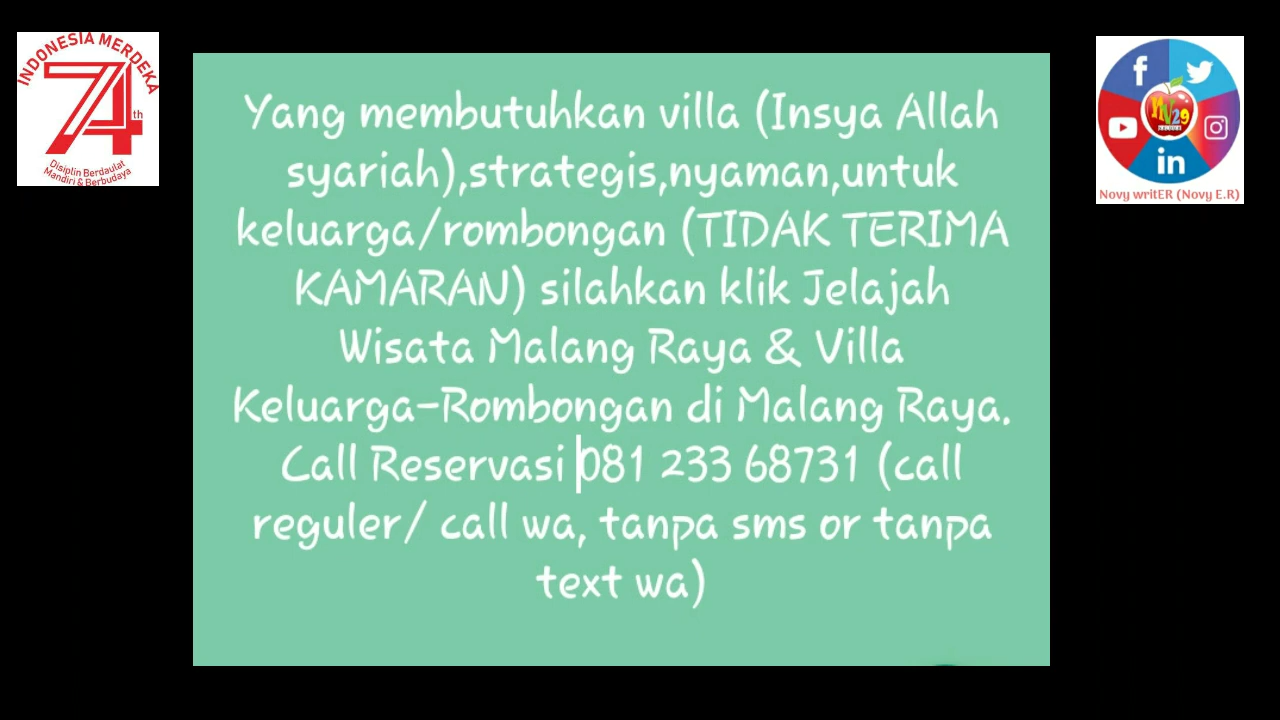 INDONESIA MERDEKA
74th
Disiplin Berdaulat
Mandiri & Berbudaya
Yang membutuhkan villa (Insya Allah
syariah),strategis,nyaman,untuk
keluarga/rombongan (TIDAK TERIMA
KAMARAN) silahkan klik Jelajah
Wisata Malang Raya & Villa
Keluarga-Rombongan di Malang Raya.
Call Reservasi 081 233 68731 (call
reguler/ call wa, tanpa sms or tanpa
text wa)
Novy writER (Novy E.R)